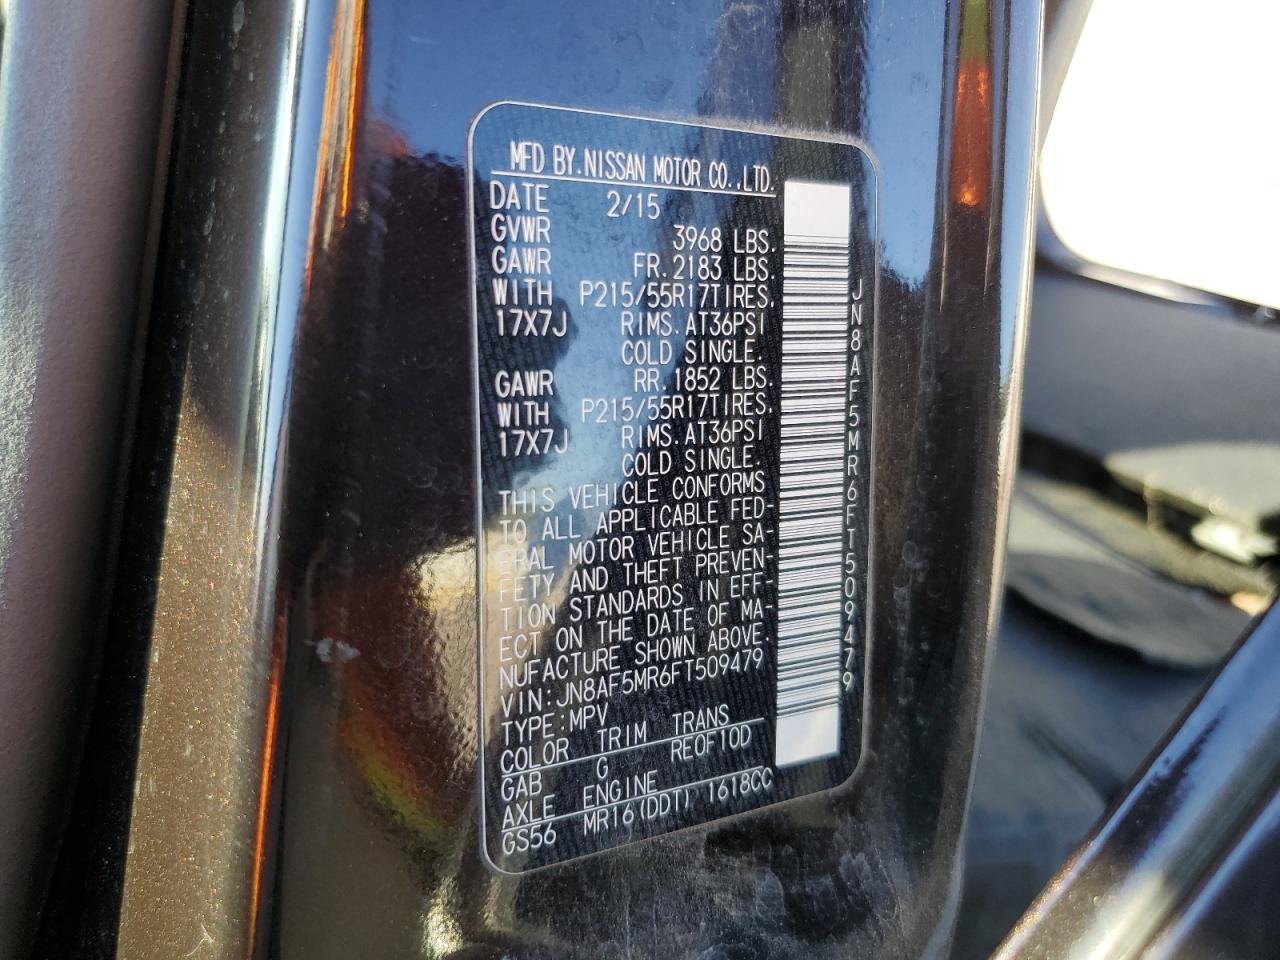 MFD BY.NISSAN MOTOR CO.,LTD.
DATE 2/15
GVWR 3968 LBS.
GAWR FR.2183 LBS.
WITH P215/55R17TIRES.
17X7J RIMS.AT36PSI
COLD SINGLE.
GAWR RR.1852 LBS.
WITH P215/55R17TIRES.
17X7J RIMS.AT36PSI
COLD SINGLE.
THIS VEHICLE CONFORMS
TO ALL APPLICABLE FED-
ERAL MOTOR VEHICLE SA-
FETY AND THEFT PREVEN-
TION STANDARDS IN EFF-
ECT ON THE DATE OF MA-
NUFACTURE SHOWN ABOVE
VIN:JN8AF5MR6FT509479
TYPE:MPV
COLOR TRIM TRANS
GAB G REOF10D
AXLE ENGINE
GS56 MR16(DDT) 1618CC
JN8AF5MR6FT509479